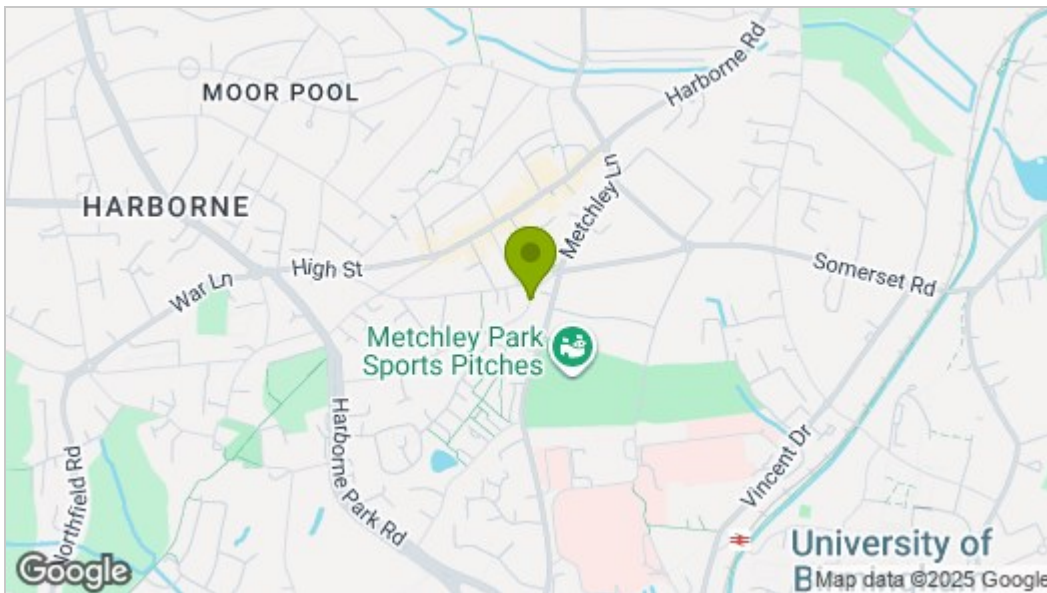 Harborne Rd
MOOR POOL
Metchley Ln
HARBORNE
High St
Somerset Rd
War Ln
Metchley Park
Sports Pitches
Harborne Park Rd
Vincent Dr
Northfield Rd
University of
Birmingham
Google
Map data ©2025 Google